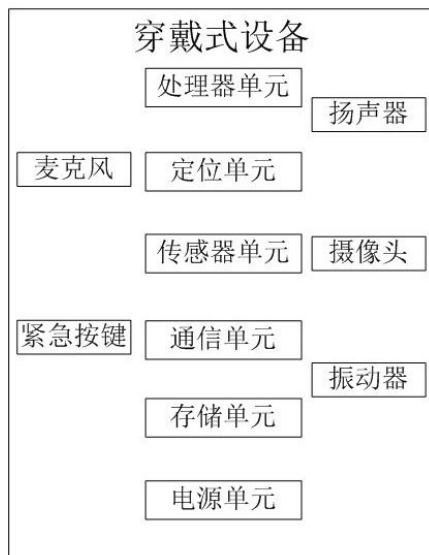 穿戴式设备
处理器单元
扬声器
麦克风
定位单元
传感器单元
摄像头
紧急按键
通信单元
振动器
存储单元
电源单元